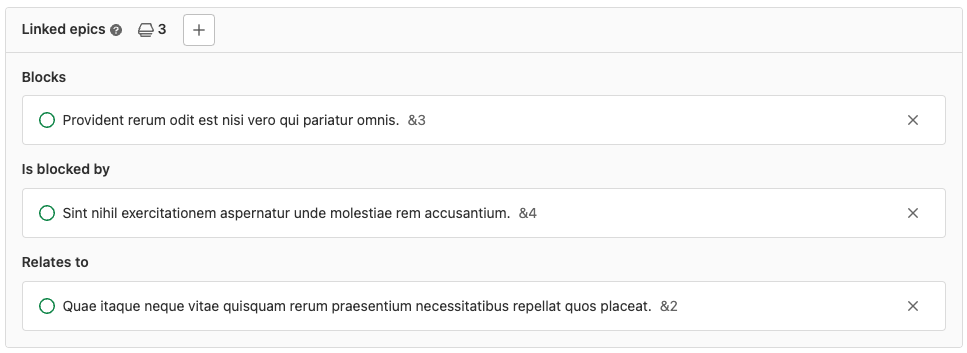 Linked epics ? 3 +
Blocks
Provident rerum odit est nisi vero qui pariatur omnis. &3
Is blocked by
Sint nihil exercitationem aspernatur unde molestiae rem accusantium. &4
Relates to
Quae itaque neque vitae quisquam rerum praesentium necessitatibus repellat quos placeat. &2